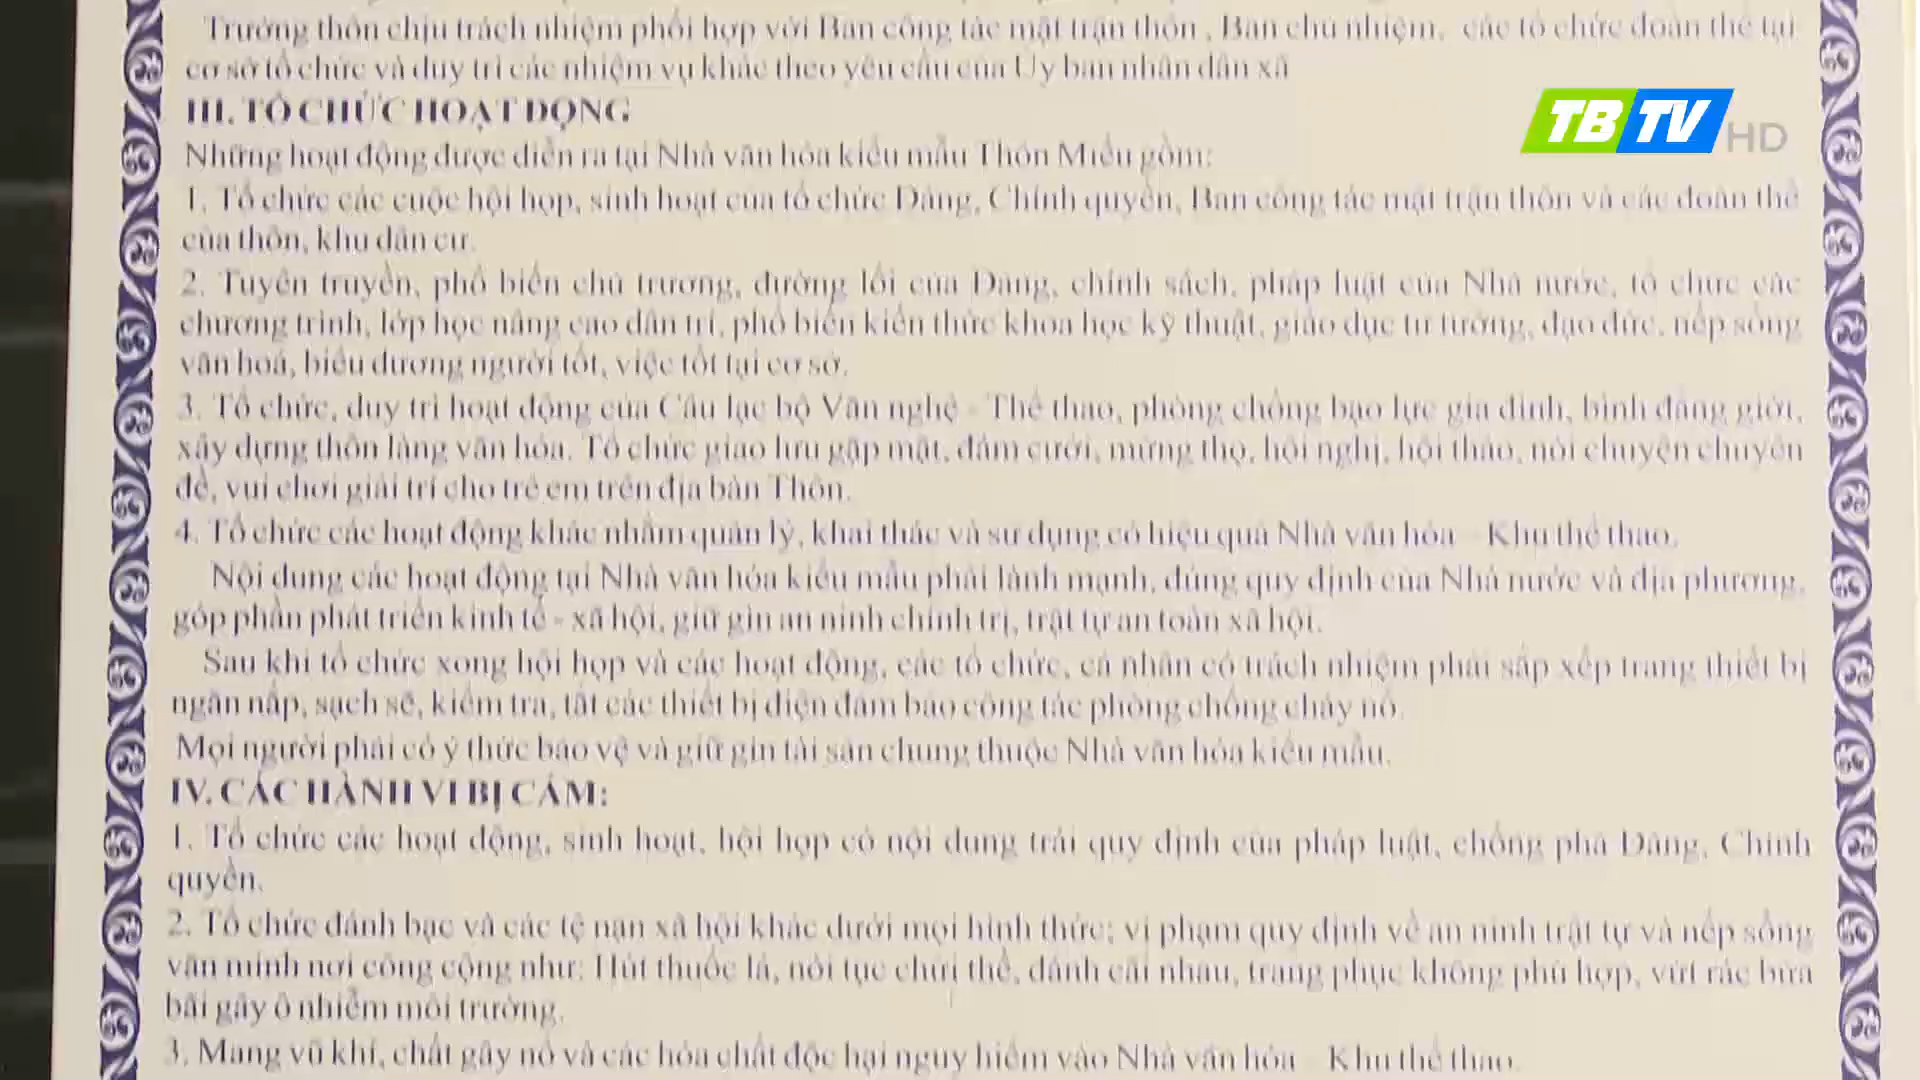 Trưởng thôn chịu trách nhiệm phối hợp với Ban công tác mặt trận thôn , Ban chủ nhiệm, các tổ chức đoàn thể tại
cơ sở tổ chức và duy trì các nhiệm vụ khác theo yêu cầu của Ủy ban nhân dân xã
III. TỔ CHỨC HOẠT ĐỘNG
TBTV HD
Những hoạt động được diễn ra tại Nhà văn hóa kiểu mẫu Thôn Miếu gồm:
1. Tổ chức các cuộc hội họp, sinh hoạt của tổ chức Đảng, Chính quyền, Ban công tác mặt trận thôn và các đoàn thể
của thôn, khu dân cư.
2. Tuyên truyền, phổ biến chủ trương, đường lối của Đảng, chính sách, pháp luật của Nhà nước, tổ chức các
chương trình, lớp học nâng cao dân trí, phổ biến kiến thức khoa học kỹ thuật, giáo dục tư tưởng, đạo đức, nếp sống
văn hoá, biểu dương người tốt, việc tốt tại cơ sở.
3. Tổ chức, duy trì hoạt động của Câu lạc bộ Văn nghệ - Thể thao, phòng chống bạo lực gia đình, bình đẳng giới,
xây dựng thôn làng văn hóa. Tổ chức giao lưu gặp mặt, đám cưới, mừng thọ, hội nghị, hội thảo, nói chuyện chuyên
đề, vui chơi giải trí cho trẻ em trên địa bàn Thôn.
4. Tổ chức các hoạt động khác nhằm quản lý, khai thác và sử dụng có hiệu quả Nhà văn hóa – Khu thể thao.
Nội dung các hoạt động tại Nhà văn hóa kiểu mẫu phải lành mạnh, đúng quy định của Nhà nước và địa phương,
góp phần phát triển kinh tế - xã hội, giữ gìn an ninh chính trị, trật tự an toàn xã hội.
Sau khi tổ chức xong hội họp và các hoạt động, các tổ chức, cá nhân có trách nhiệm phải sắp xếp trang thiết bị
ngăn nắp, sạch sẽ, kiểm tra, tắt các thiết bị điện đảm bảo công tác phòng chống cháy nổ.
Mọi người phải có ý thức bảo vệ và giữ gìn tài sản chung thuộc Nhà văn hóa kiểu mẫu.
IV. CÁC HÀNH VI BỊ CẤM:
1. Tổ chức các hoạt động, sinh hoạt, hội họp có nội dung trái quy định của pháp luật, chống phá Đảng, Chính
quyền.
2. Tổ chức đánh bạc và các tệ nạn xã hội khác dưới mọi hình thức; vi phạm quy định về an ninh trật tự và nếp sống
văn minh nơi công cộng như: Hút thuốc lá, nói tục chửi thề, đánh cãi nhau, trang phục không phù hợp, vứt rác bừa
bãi gây ô nhiễm môi trường.
3. Mang vũ khí, chất gây nổ và các hóa chất độc hại nguy hiểm vào Nhà văn hóa – Khu thể thao.